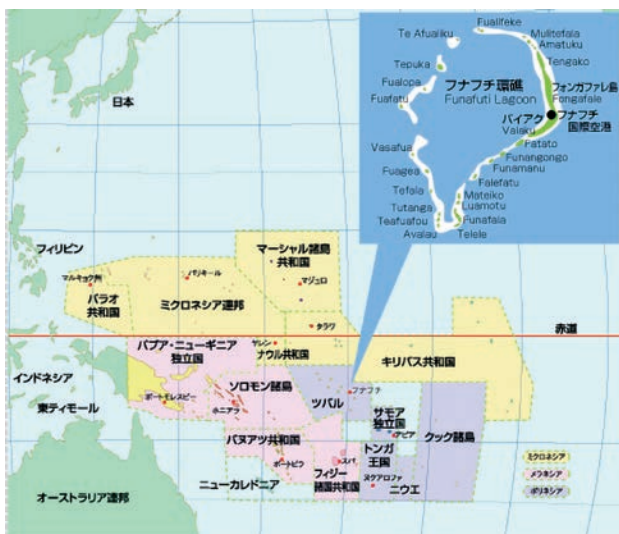 Fualifeke
Te Afualiku
Mulitefala
Amatuku
Tepuka
Tengako
Fualopa
フナフチ環礁
フォンガファレ島
Funafuti Lagoon
Fongafale
Fuafatu
バイアク
フナフチ
国際空港
Vaiaku
Fatato
Vasafua
Funangongo
Fuagea
Funamanu
Falefatu
Tefala
Mateiko
Tutanga
Luamotu
Teafuafou
Funafala
Avalau
Telele
日本
フィリピン
マーシャル諸島
共和国
マルキョク州
パリキール
マジュロ
パラオ
共和国
ミクロネシア連邦
タラワ
赤道
パプア・ニューギニア
独立国
ヤレン
ナウル共和国
キリバス共和国
インドネシア
ソロモン諸島
ツバル
フナフチ
東ティモール
ポートモレスビー
ホニアラ
サモア
独立国
アピア
クック諸島
バヌアツ共和国
トンガ
王国
ポートビラ
スバ
フィジー
諸国共和国
ニューカレドニア
ヌクアロファ
ニウエ
オーストラリア連邦
ミクロネシア
メラネシア
ポリネシア